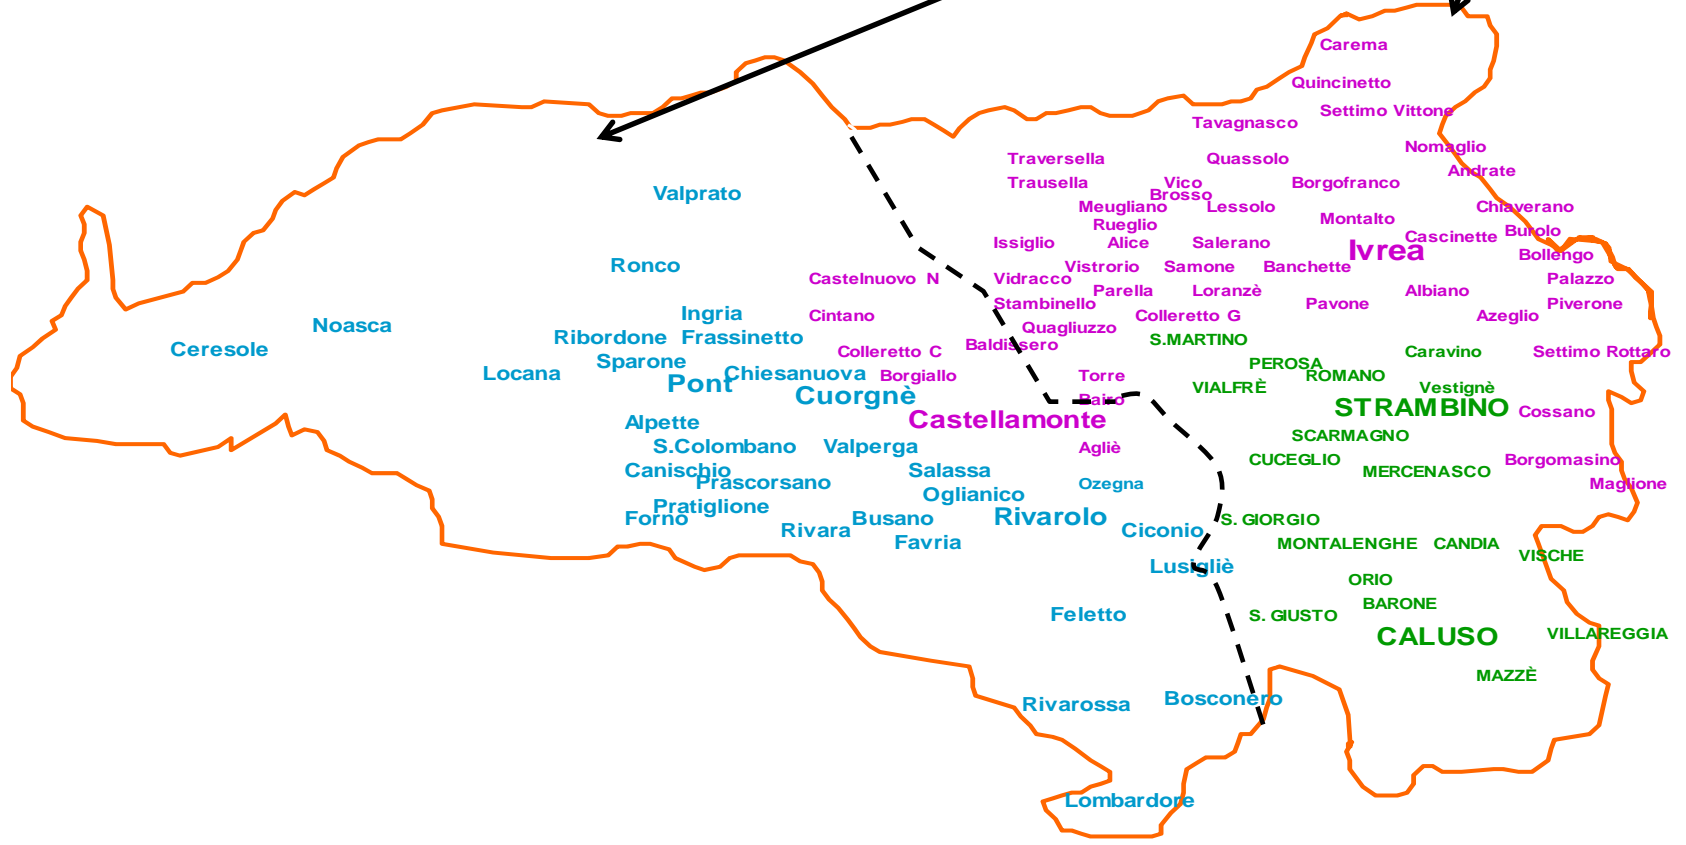 Carema
Quincinetto
Settimo Vittone
Tavagnasco
Nomaglio
Traversella
Quassolo
Andrate
Trausella
Vico
Borgofranco
Brosso
Valprato
Meugliano
Lessolo
Chiaverano
Montalto
Rueglio
Burolo
Cascinette
Issiglio
Alice
Salerano
Ivrea
Bollengo
Ronco
Vistrorio
Samone
Banchette
Castelnuovo N
Vidracco
Palazzo
Parella
Loranzè
Albiano
Stambinello
Pavone
Piverone
Ingria
Cintano
Colleretto G
Azeglio
Noasca
Quagliuzzo
Ribordone
Frassinetto
S.MARTINO
Baldissero
Ceresole
Colleretto C
Caravino
Settimo Rottaro
Sparone
PEROSA
Locana
Chiesanuova
Borgiallo
Torre
ROMANO
Pont
VIALFRÈ
Vestignè
Cuorgnè
Bairo
STRAMBINO
Cossano
Castellamonte
Alpette
SCARMAGNO
S.Colombano
Valperga
Agliè
CUCEGLIO
Borgomasino
Canischio
Salassa
MERCENASCO
Prascorsano
Ozegna
Maglione
Oglianico
Pratiglione
Forno
Busano
Rivarolo
S. GIORGIO
Rivara
Ciconio
Favria
MONTALENGHE
CANDIA
VISCHE
Lusigliè
ORIO
BARONE
Feletto
S. GIUSTO
CALUSO
VILLAREGGIA
MAZZÈ
Bosconero
Rivarossa
Lombardore